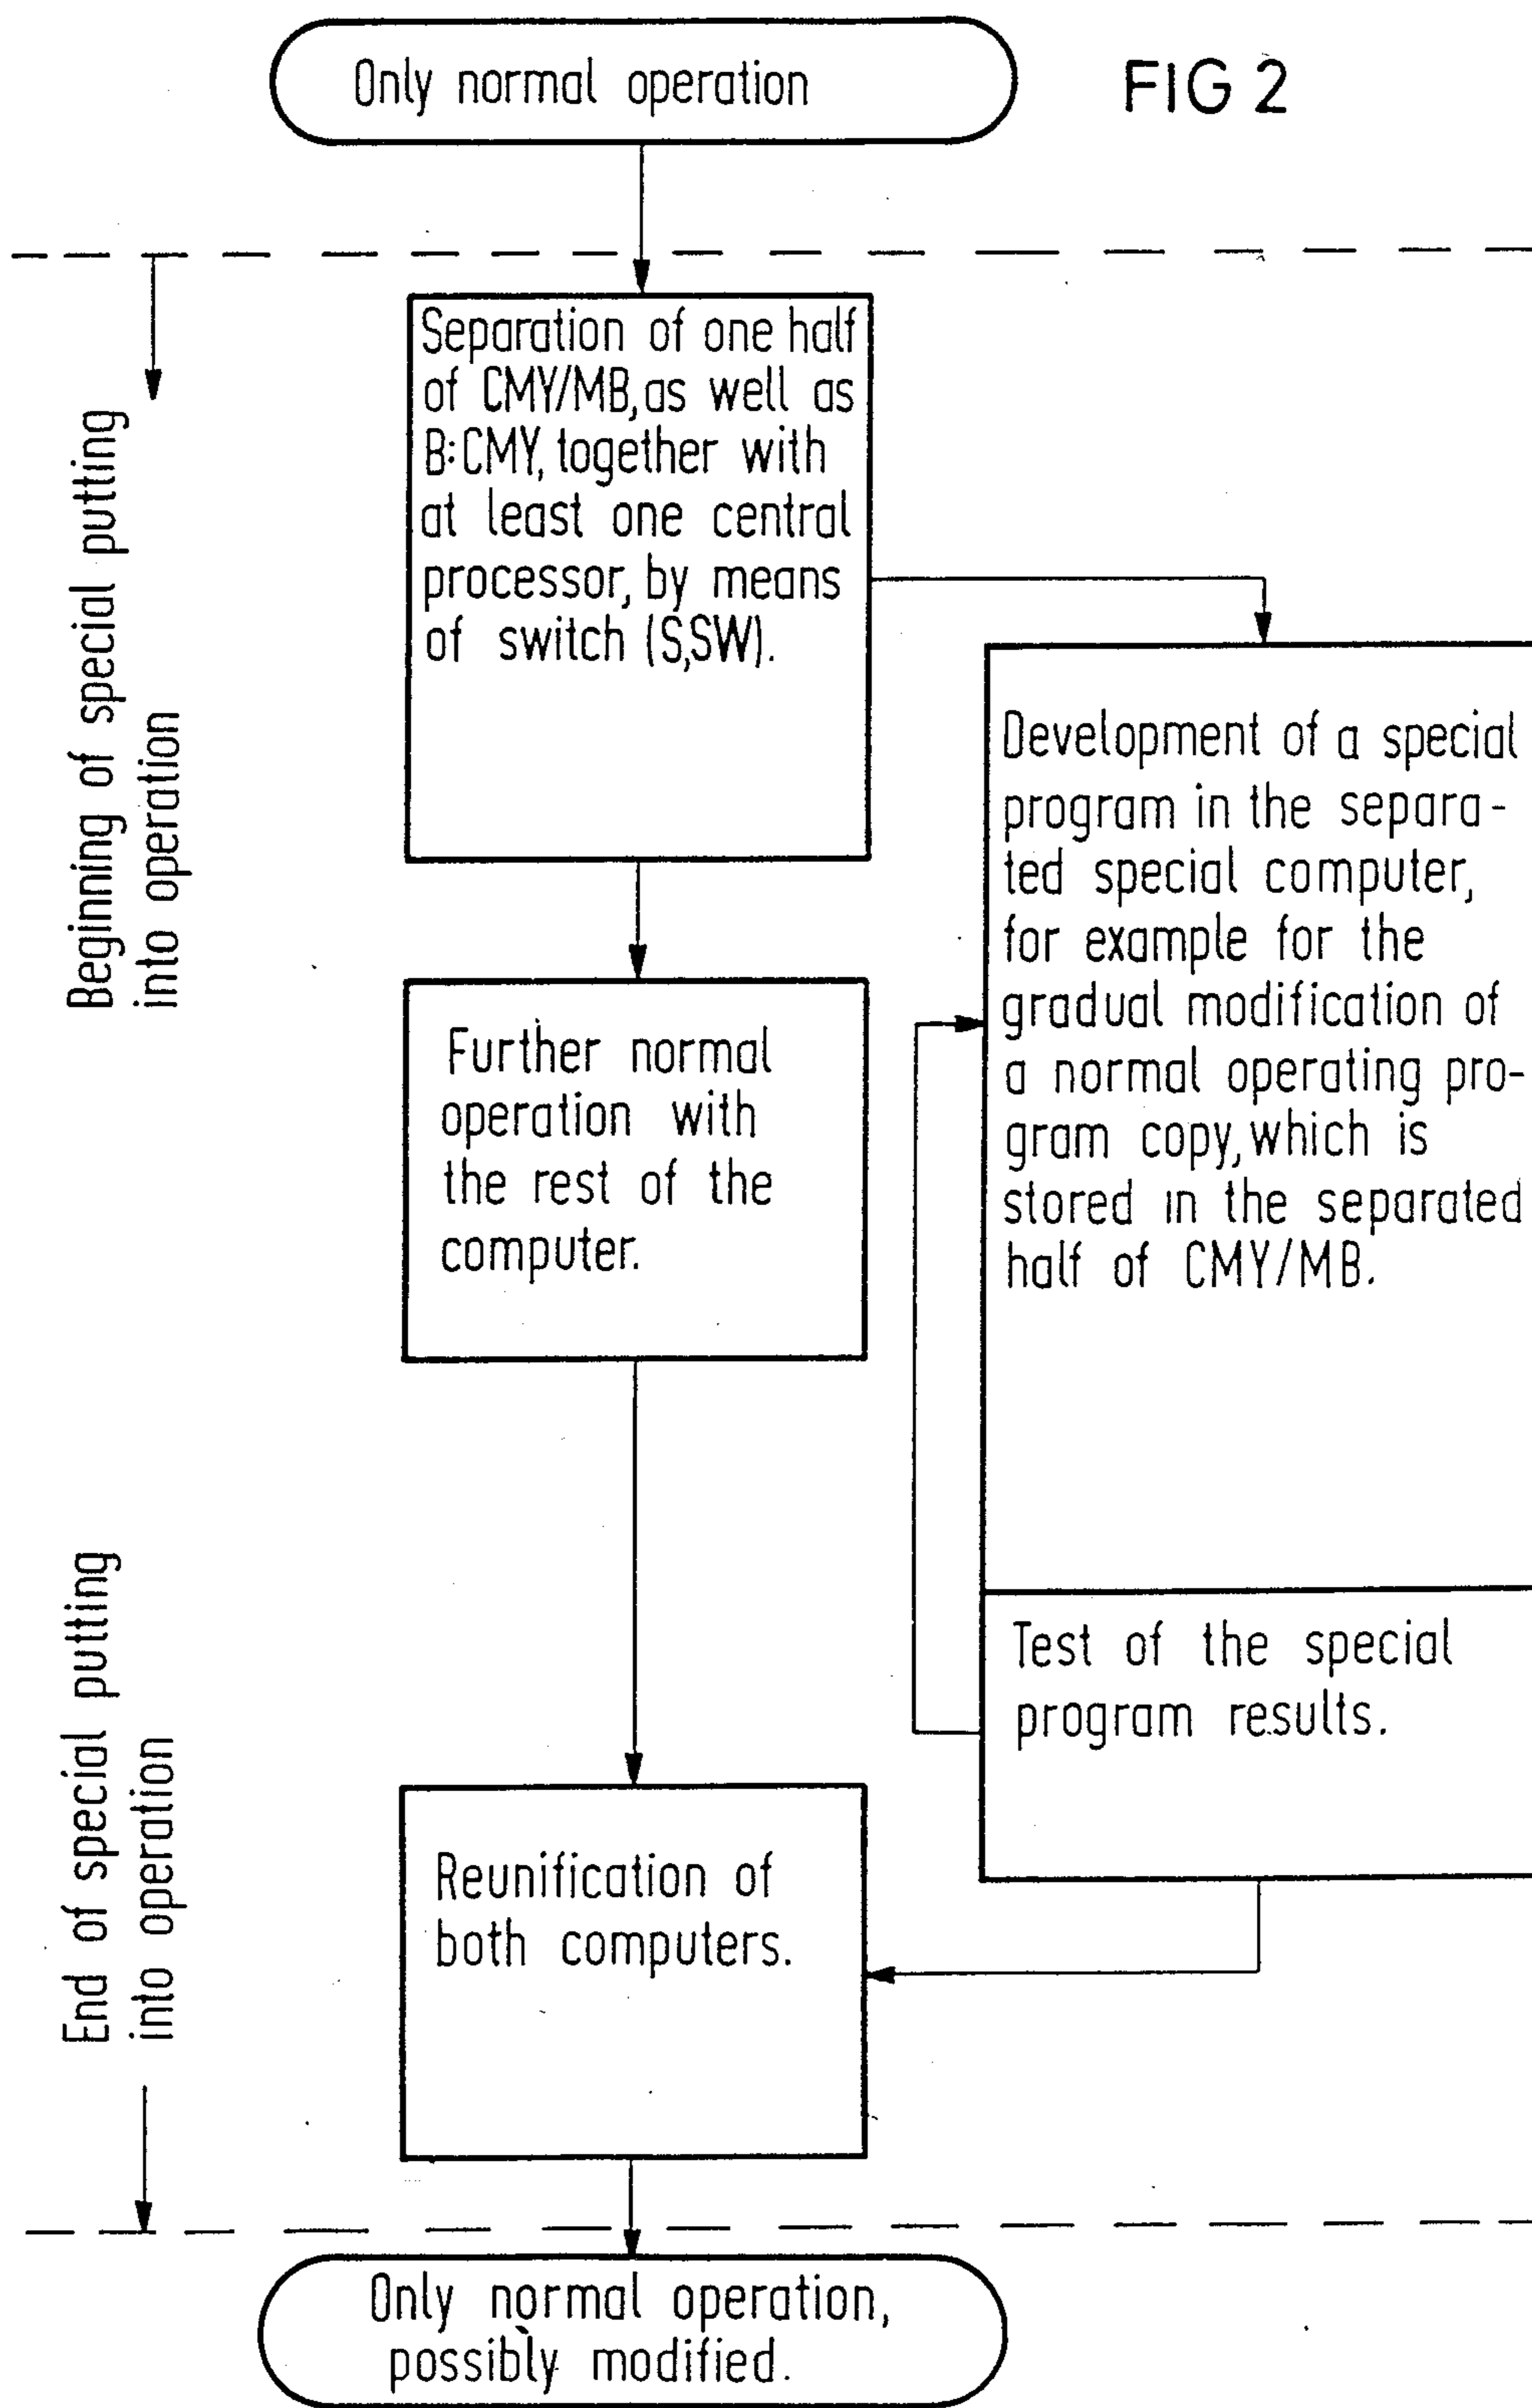 Only normal operation
FIG 2
Beginning of special putting
into operation
Separation of one half
of CMY/MB, as well as
B:CMY, together with
at least one central
processor, by means
of switch (S,SW).
Development of a special
program in the separa-
ted special computer,
for example for the
gradual modification of
a normal operating pro-
gram copy, which is
stored in the separated
half of CMY/MB.
Further normal
operation with
the rest of the
computer.
Test of the special
program results.
End of special putting
into operation
Reunification of
both computers.
Only normal operation,
possibly modified.